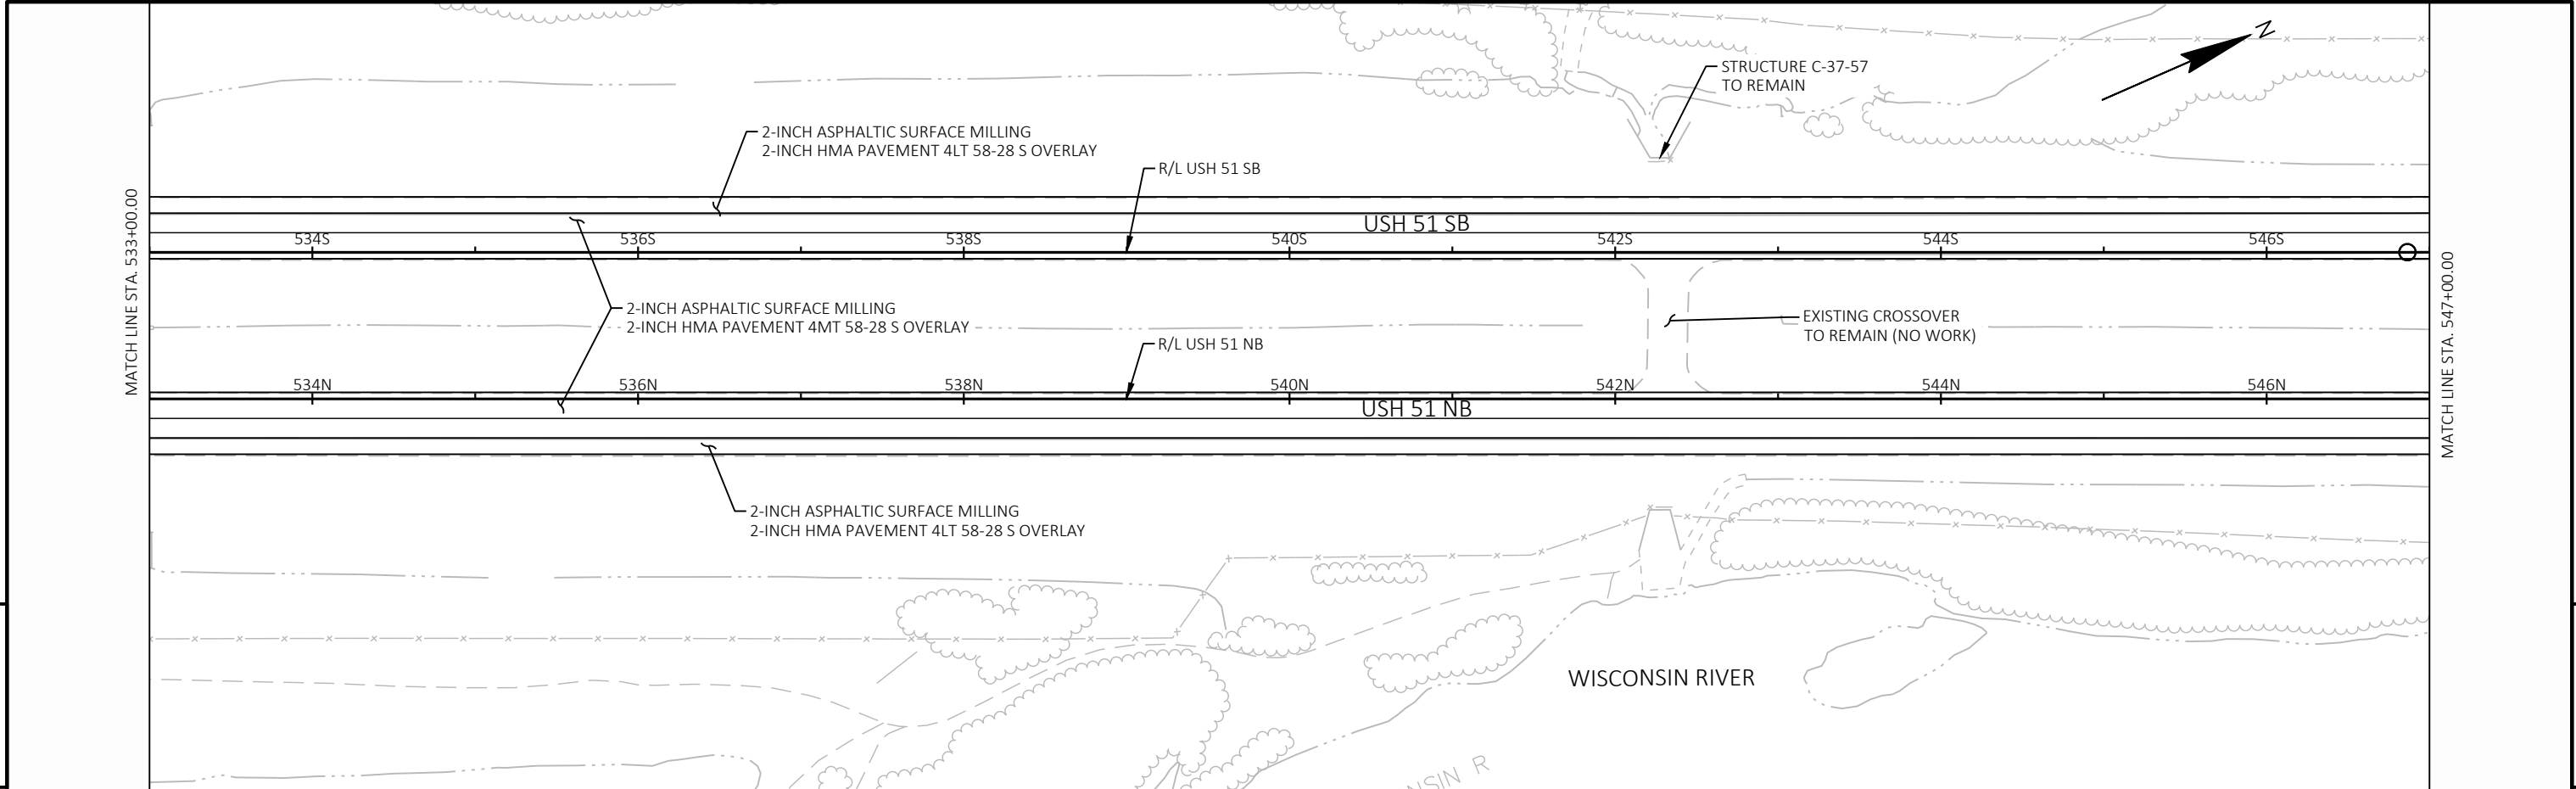 N
STRUCTURE C-37-57
TO REMAIN
2-INCH ASPHALTIC SURFACE MILLING
2-INCH HMA PAVEMENT 4LT 58-28 S OVERLAY
R/L USH 51 SB
MATCH LINE STA. 533+00.00
USH 51 SB
534S
536S
538S
540S
542S
544S
546S
MATCH LINE STA. 547+00.00
2-INCH ASPHALTIC SURFACE MILLING
2-INCH HMA PAVEMENT 4MT 58-28 S OVERLAY
EXISTING CROSSOVER
TO REMAIN (NO WORK)
R/L USH 51 NB
534N
536N
538N
540N
542N
544N
546N
USH 51 NB
2-INCH ASPHALTIC SURFACE MILLING
2-INCH HMA PAVEMENT 4LT 58-28 S OVERLAY
WISCONSIN RIVER
NSIN R